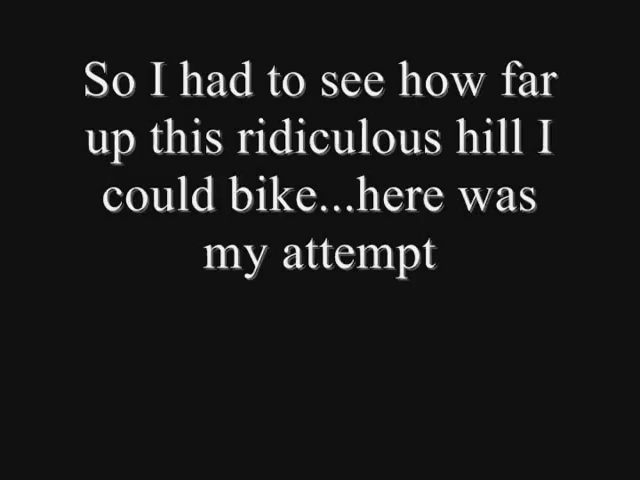 So I had to see how far
up this ridiculous hill I
could bike...here was
my attempt